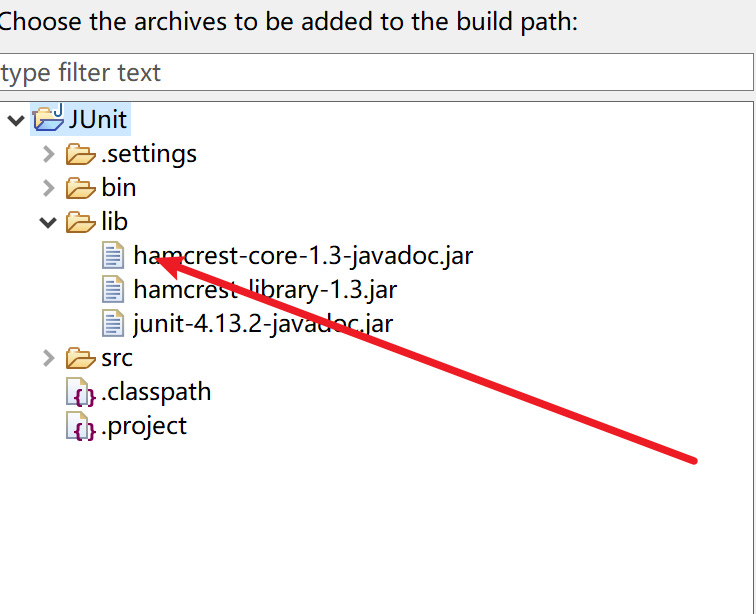 Choose the archives to be added to the build path:
type filter text
JUnit
.settings
bin
lib
hamcrest-core-1.3-javadoc.jar
hamcrest-library-1.3.jar
junit-4.13.2-javadoc.jar
src
.classpath
.project